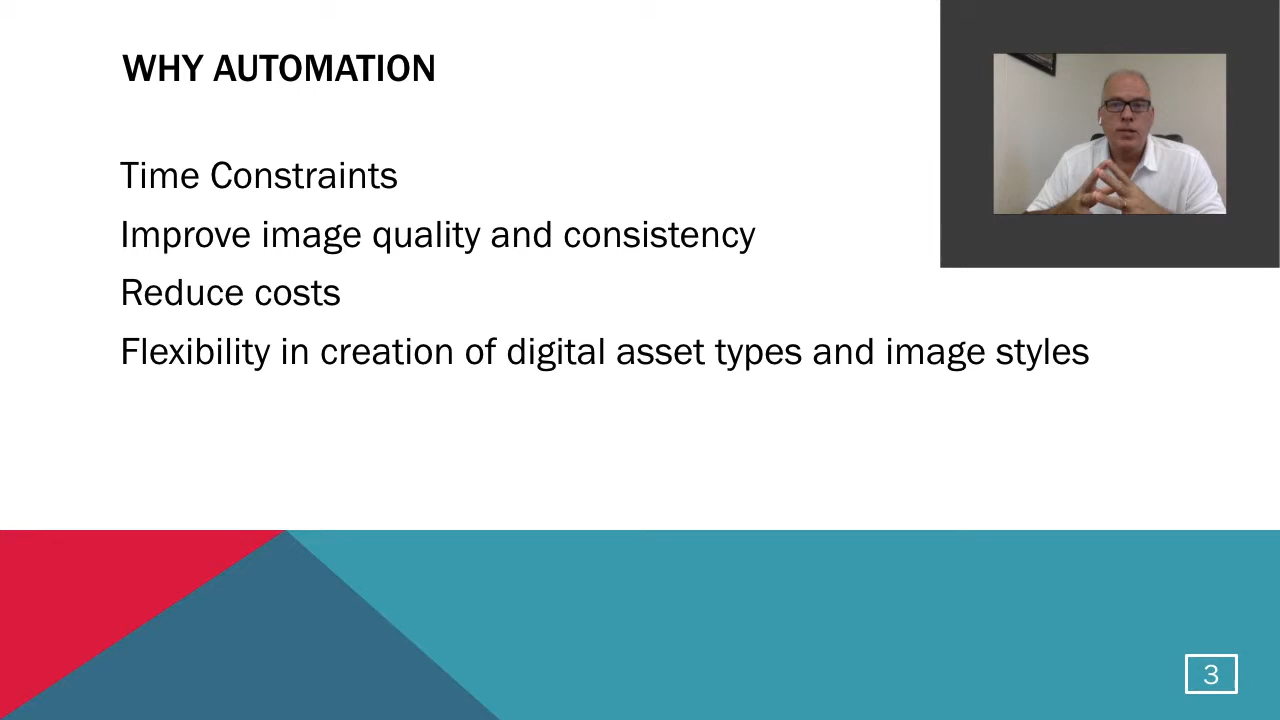 WHY AUTOMATION
Time Constraints
Improve image quality and consistency
Reduce costs
Flexibility in creation of digital asset types and image styles
3